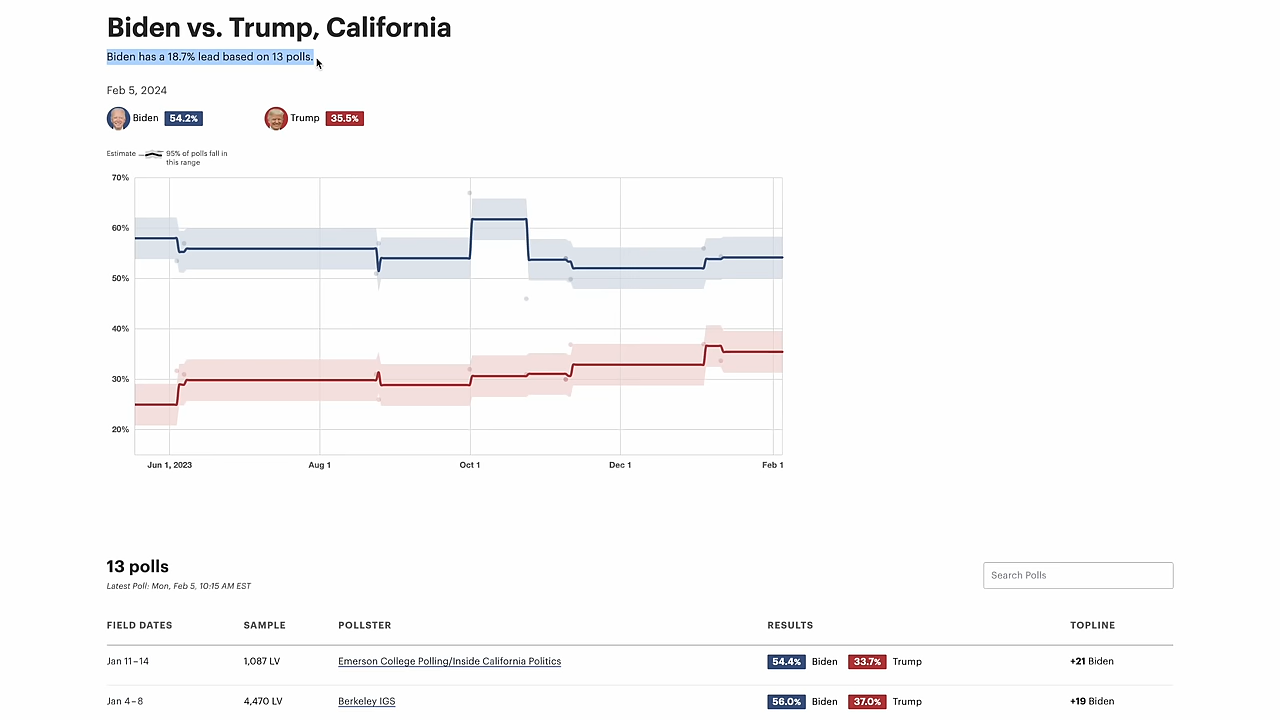 Biden vs. Trump, California
Biden has a 18.7% lead based on 13 polls.
Feb 5, 2024
Biden 54.2% Trump 35.5%
Estimate 95% of polls fall in
this range
70%
60%
50%
40%
30%
20%
Jun 1, 2023 Aug 1 Oct 1 Dec 1 Feb 1
13 polls
Latest Poll: Mon, Feb 5, 10:15 AM EST
Search Polls
FIELD DATES SAMPLE POLLSTER RESULTS TOPLINE
Jan 11–14 1,087 LV Emerson College Polling/Inside California Politics 54.4% Biden 33.7% Trump +21 Biden
Jan 4–8 4,470 LV Berkeley IGS 56.0% Biden 37.0% Trump +19 Biden